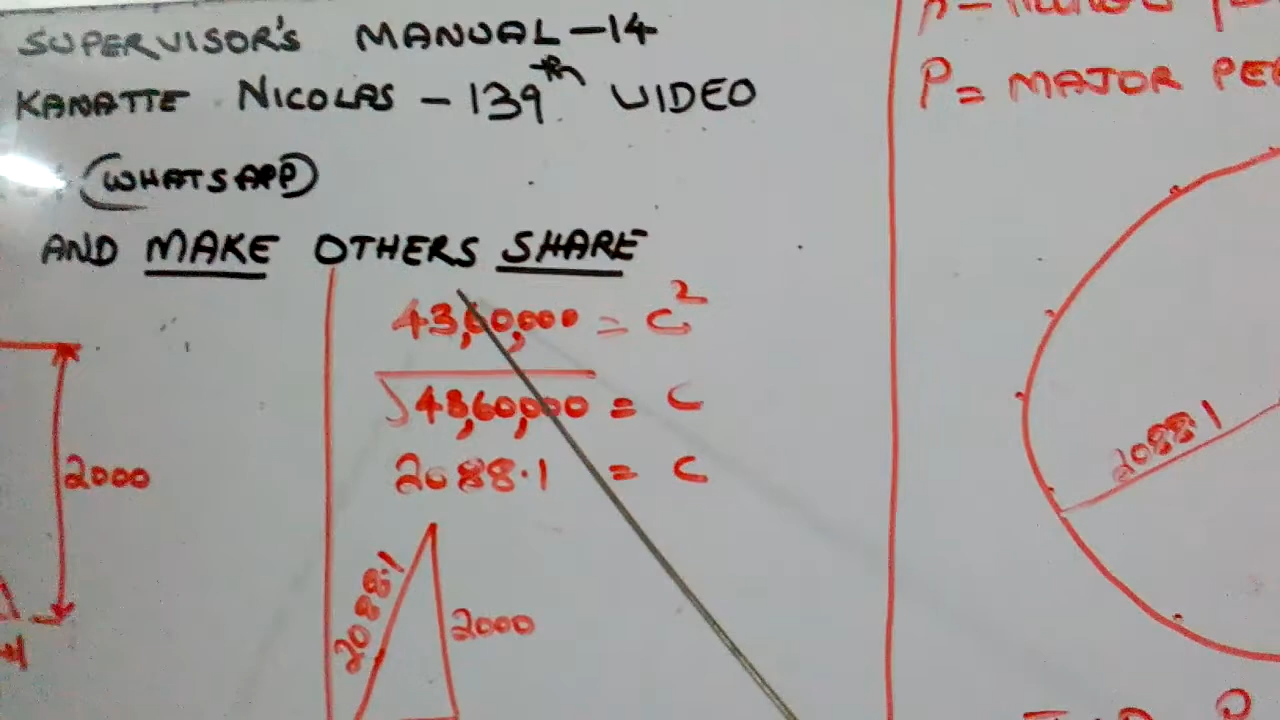 SUPERVISOR'S MANUAL -14
KANATTE NICOLAS - 139th VIDEO
(WHATSAPP)
AND MAKE OTHERS SHARE
43,60,000 = C²
√43,60,000 = C
2088.1 = C
2088.1
2000
2000
P = MAJOR
2088.1